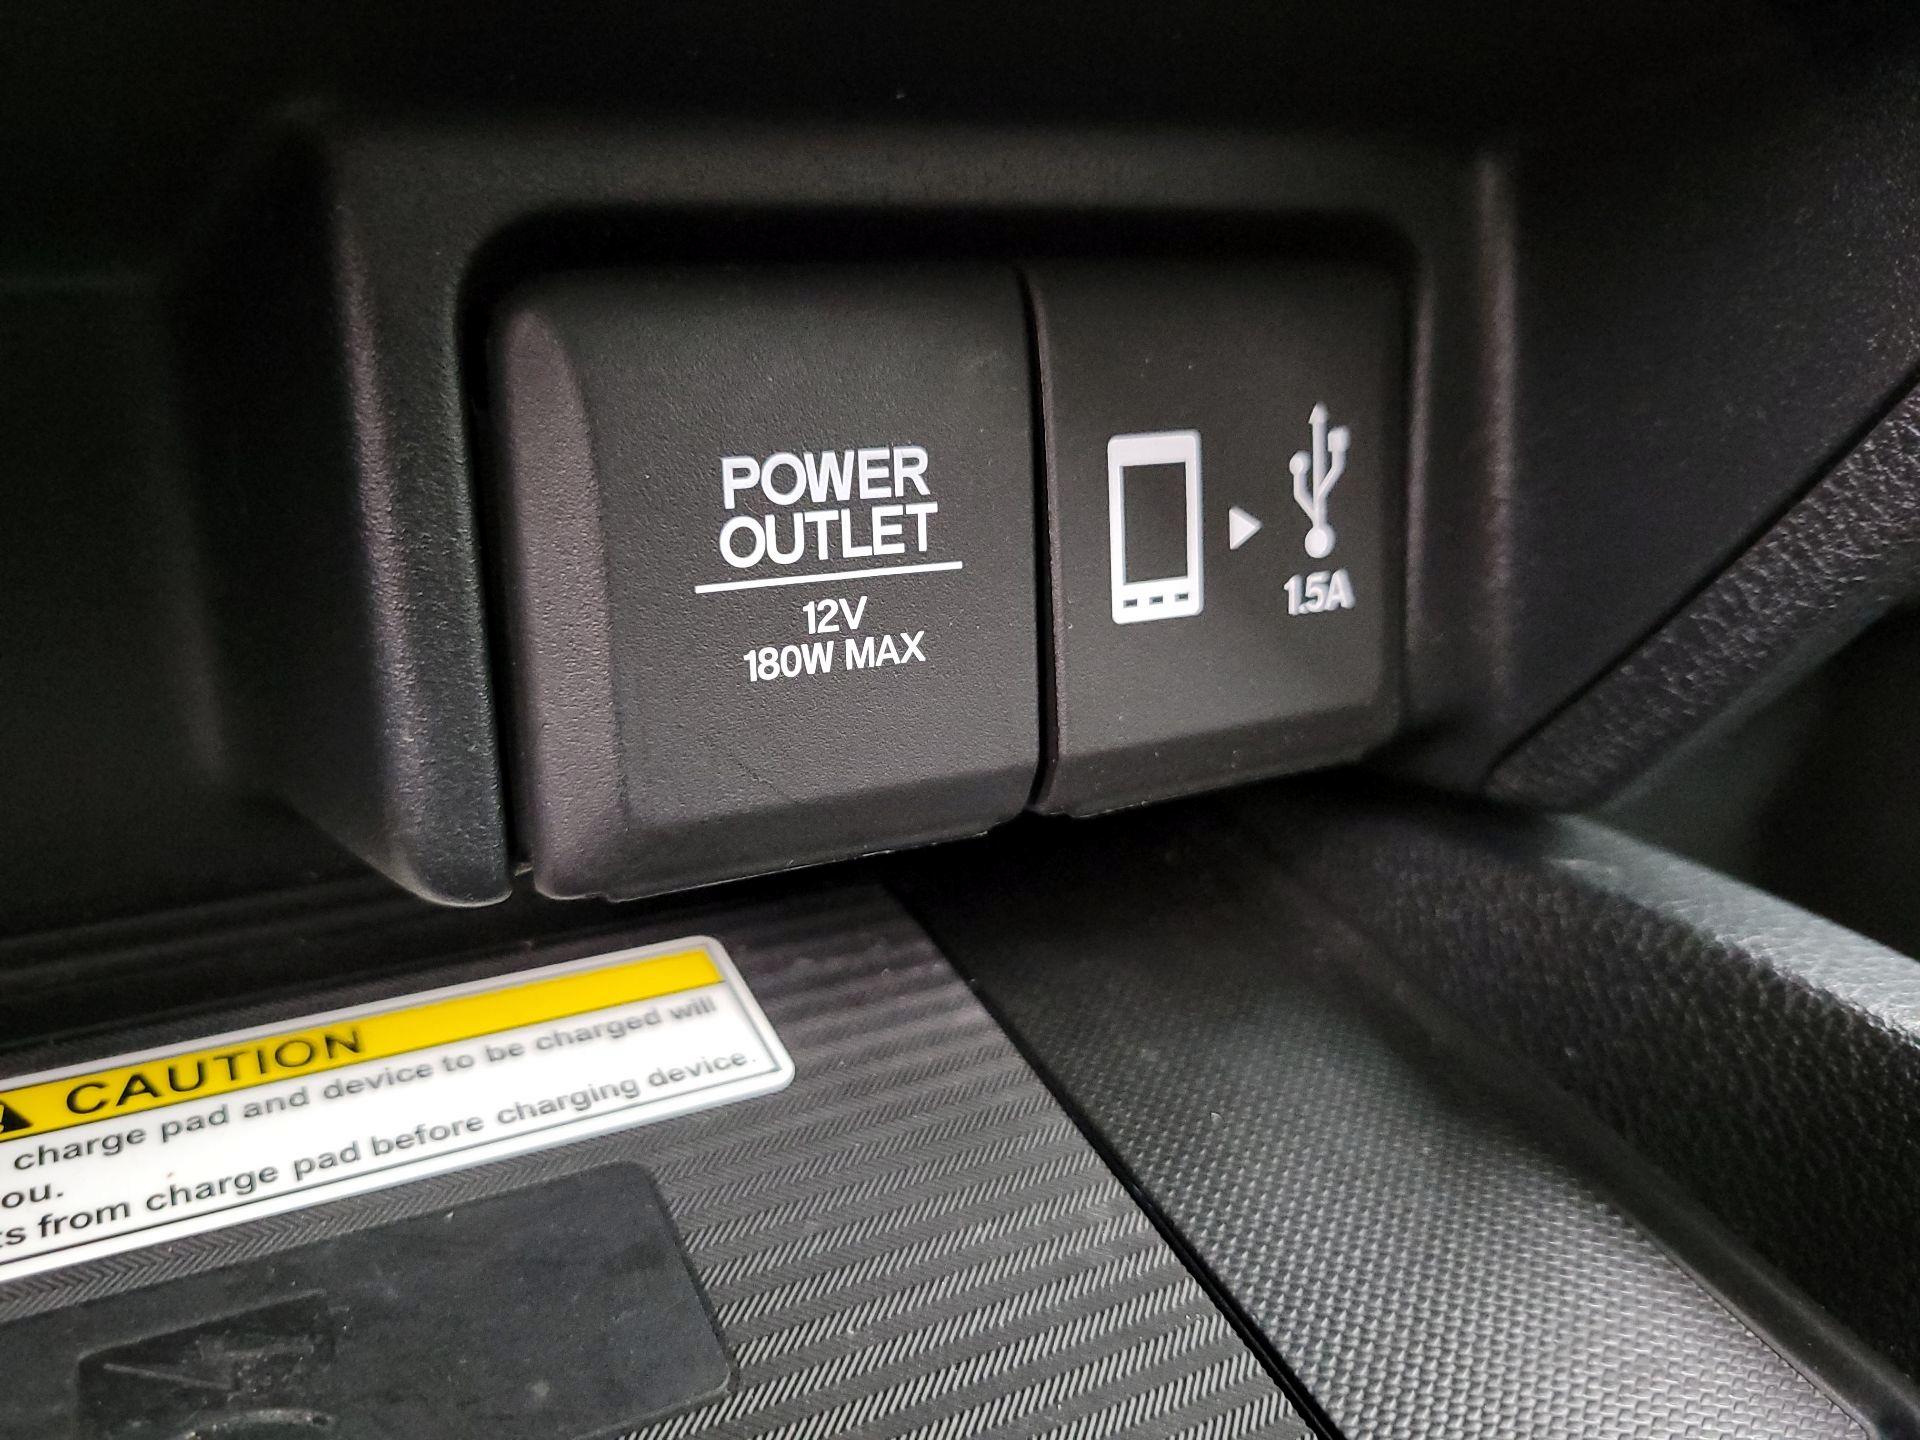 POWER
OUTLET
12V
180W MAX
1.5A
CAUTION
charge pad and device to be charged will
ou.
ts from charge pad before charging device.